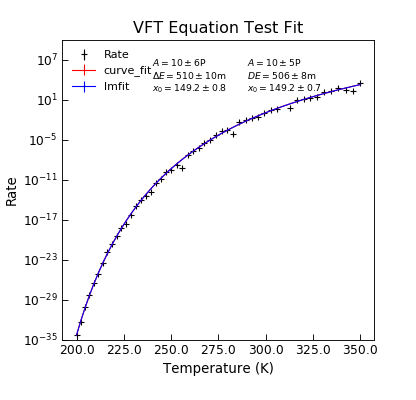 VFT Equation Test Fit
Rate
curve_fit
lmfit
A = 10 ± 6P
ΔE = 510 ± 10m
x₀ = 149.2 ± 0.8
A = 10 ± 5P
DE = 506 ± 8m
x₀ = 149.2 ± 0.7
10⁷
10¹
10⁻⁵
10⁻¹¹
10⁻¹⁷
10⁻²³
10⁻²⁹
10⁻³⁵
Rate
200.0 225.0 250.0 275.0 300.0 325.0 350.0
Temperature (K)